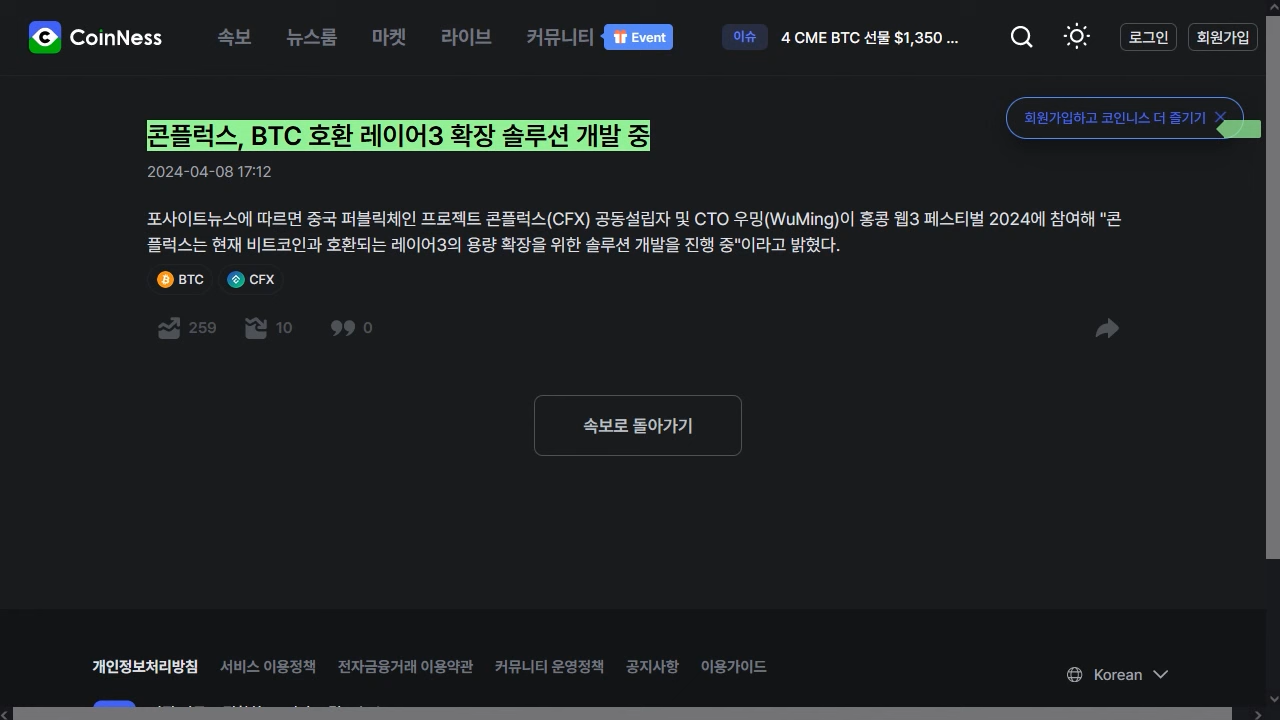 CoinNess
속보 뉴스룸 마켓 라이브 커뮤니티 Event
이슈 4 CME BTC 선물 $1,350 ...
로그인 회원가입
회원가입하고 코인니스 더 즐기기
콘플럭스, BTC 호환 레이어3 확장 솔루션 개발 중
2024-04-08 17:12
포사이트뉴스에 따르면 중국 퍼블릭체인 프로젝트 콘플럭스(CFX) 공동설립자 및 CTO 우밍(WuMing)이 홍콩 웹3 페스티벌 2024에 참여해 "콘
플럭스는 현재 비트코인과 호환되는 레이어3의 용량 확장을 위한 솔루션 개발을 진행 중"이라고 밝혔다.
BTC CFX
259 10 0
속보로 돌아가기
개인정보처리방침 서비스 이용정책 전자금융거래 이용약관 커뮤니티 운영정책 공지사항 이용가이드
Korean